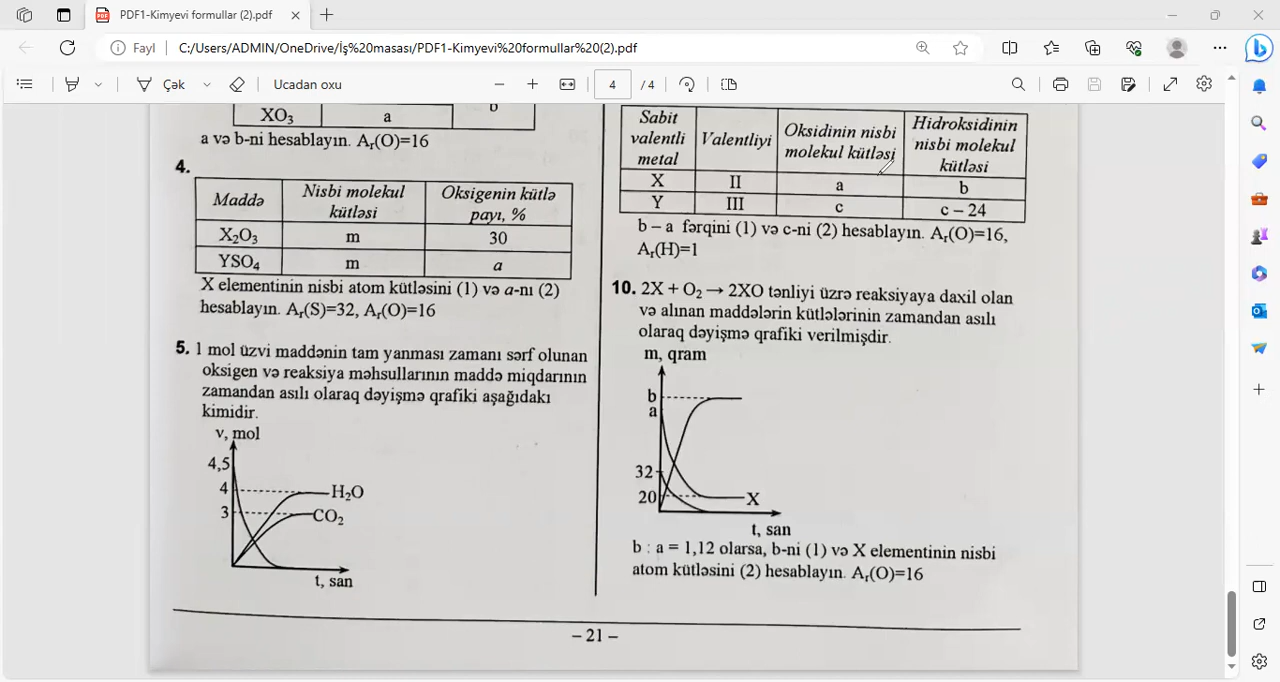 PDF1-Kimyevi formullar (2).pdf
Fayl C:/Users/ADMIN/OneDrive/İş%20masası/PDF1-Kimyevi%20formullar%20(2).pdf
Çək Ucadan oxu 4 / 4
XO₃ a b
a və b-ni hesablayın. Aᵣ(O)=16
4.
Maddə Nisbi molekul kütləsi Oksigenin kütlə payı, %
X₂O₃ m 30
YSO₄ m a
X elementinin nisbi atom kütləsini (1) və a-nı (2)
hesablayın. Aᵣ(S)=32, Aᵣ(O)=16
5. 1 mol üzvi maddənin tam yanması zamanı sərf olunan
oksigen və reaksiya məhsullarının maddə miqdarının
zamandan asılı olaraq dəyişmə qrafiki aşağıdakı
kimidir.
ν, mol
4,5
4 H₂O
3 CO₂
t, san
Sabit valentli metal Valentliyi Oksidinin nisbi molekul kütləsi Hidroksidinin nisbi molekul kütləsi
X II a b
Y III c c – 24
b – a fərqini (1) və c-ni (2) hesablayın. Aᵣ(O)=16,
Aᵣ(H)=1
10. 2X + O₂ → 2XO tənliyi üzrə reaksiyaya daxil olan
və alınan maddələrin kütlələrinin zamandan asılı
olaraq dəyişmə qrafiki verilmişdir.
m, qram
b
a
32
20 X
t, san
b : a = 1,12 olarsa, b-ni (1) və X elementinin nisbi
atom kütləsini (2) hesablayın. Aᵣ(O)=16
– 21 –